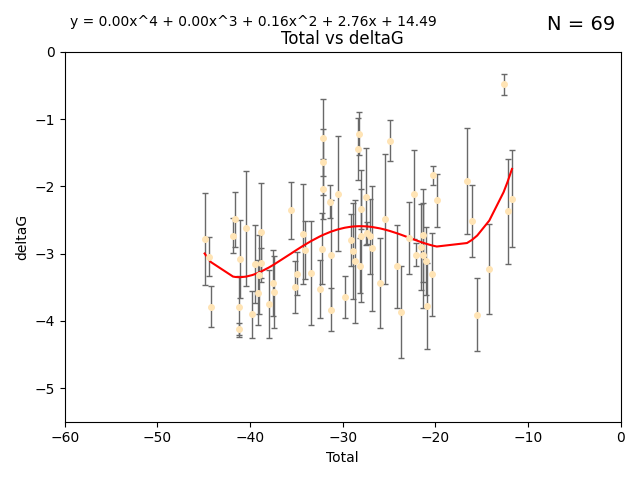 y = 0.00x^4 + 0.00x^3 + 0.16x^2 + 2.76x + 14.49
N = 69
Total vs deltaG
0
−1
−2
−3
−4
−5
deltaG
−60
−50
−40
−30
−20
−10
0
Total